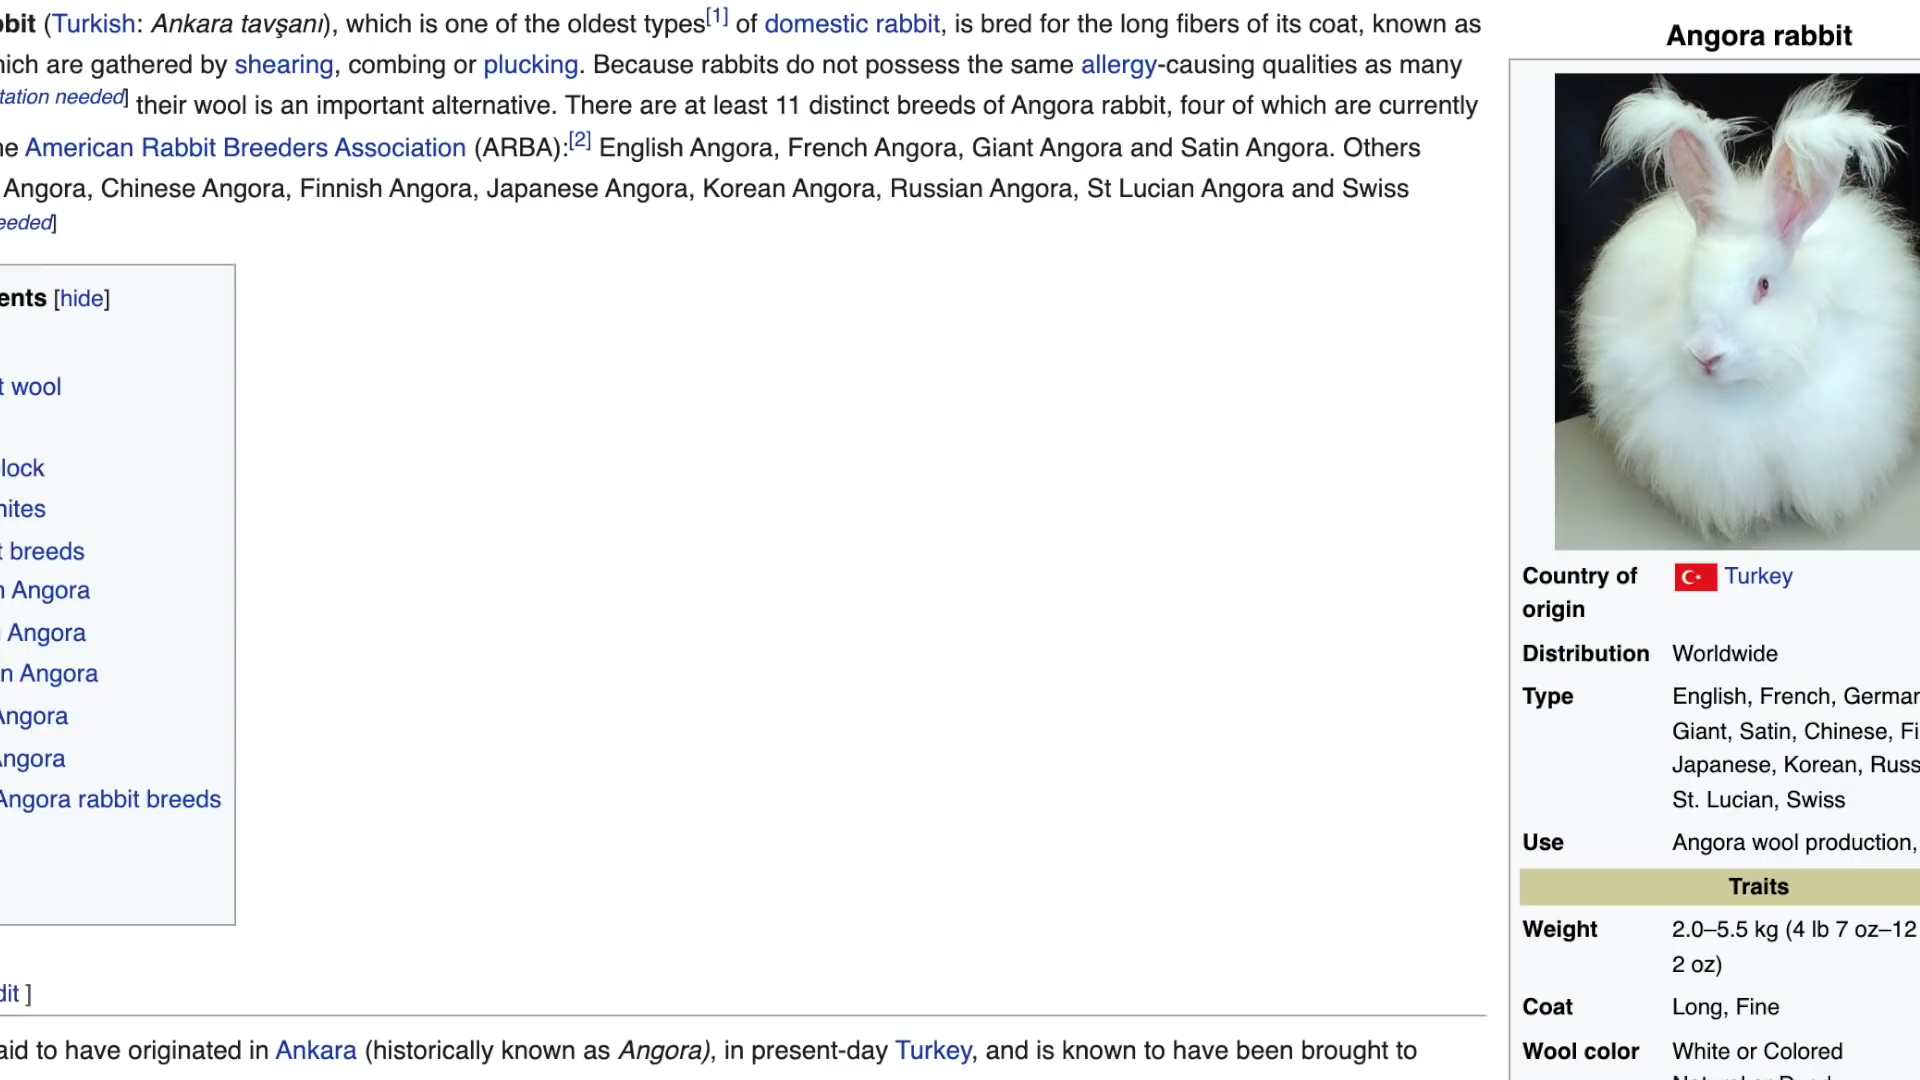 bbit (Turkish: Ankara tavşanı), which is one of the oldest types[1] of domestic rabbit, is bred for the long fibers of its coat, known as
hich are gathered by shearing, combing or plucking. Because rabbits do not possess the same allergy-causing qualities as many
tation needed] their wool is an important alternative. There are at least 11 distinct breeds of Angora rabbit, four of which are currently
he American Rabbit Breeders Association (ARBA):[2] English Angora, French Angora, Giant Angora and Satin Angora. Others
Angora, Chinese Angora, Finnish Angora, Japanese Angora, Korean Angora, Russian Angora, St Lucian Angora and Swiss
eeded]
ents [hide]
t wool
lock
hites
t breeds
h Angora
Angora
n Angora
Angora
Angora
Angora rabbit breeds
dit ]
aid to have originated in Ankara (historically known as Angora), in present-day Turkey, and is known to have been brought to
Angora rabbit
Country of origin
Turkey
Distribution Worldwide
Type English, French, German
Giant, Satin, Chinese, Fi
Japanese, Korean, Russ
St. Lucian, Swiss
Use Angora wool production,
Traits
Weight 2.0–5.5 kg (4 lb 7 oz–12
2 oz)
Coat Long, Fine
Wool color White or Colored